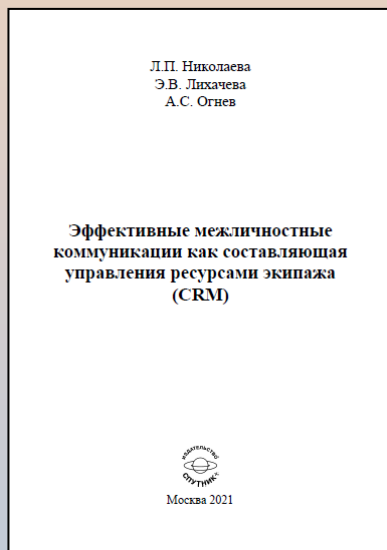 Л.П. Николаева
Э.В. Лихачева
А.С. Огнев
Эффективные межличностные
коммуникации как составляющая
управления ресурсами экипажа
(CRM)
ИЗДАТЕЛЬСТВО
СПУТНИК+
Москва 2021